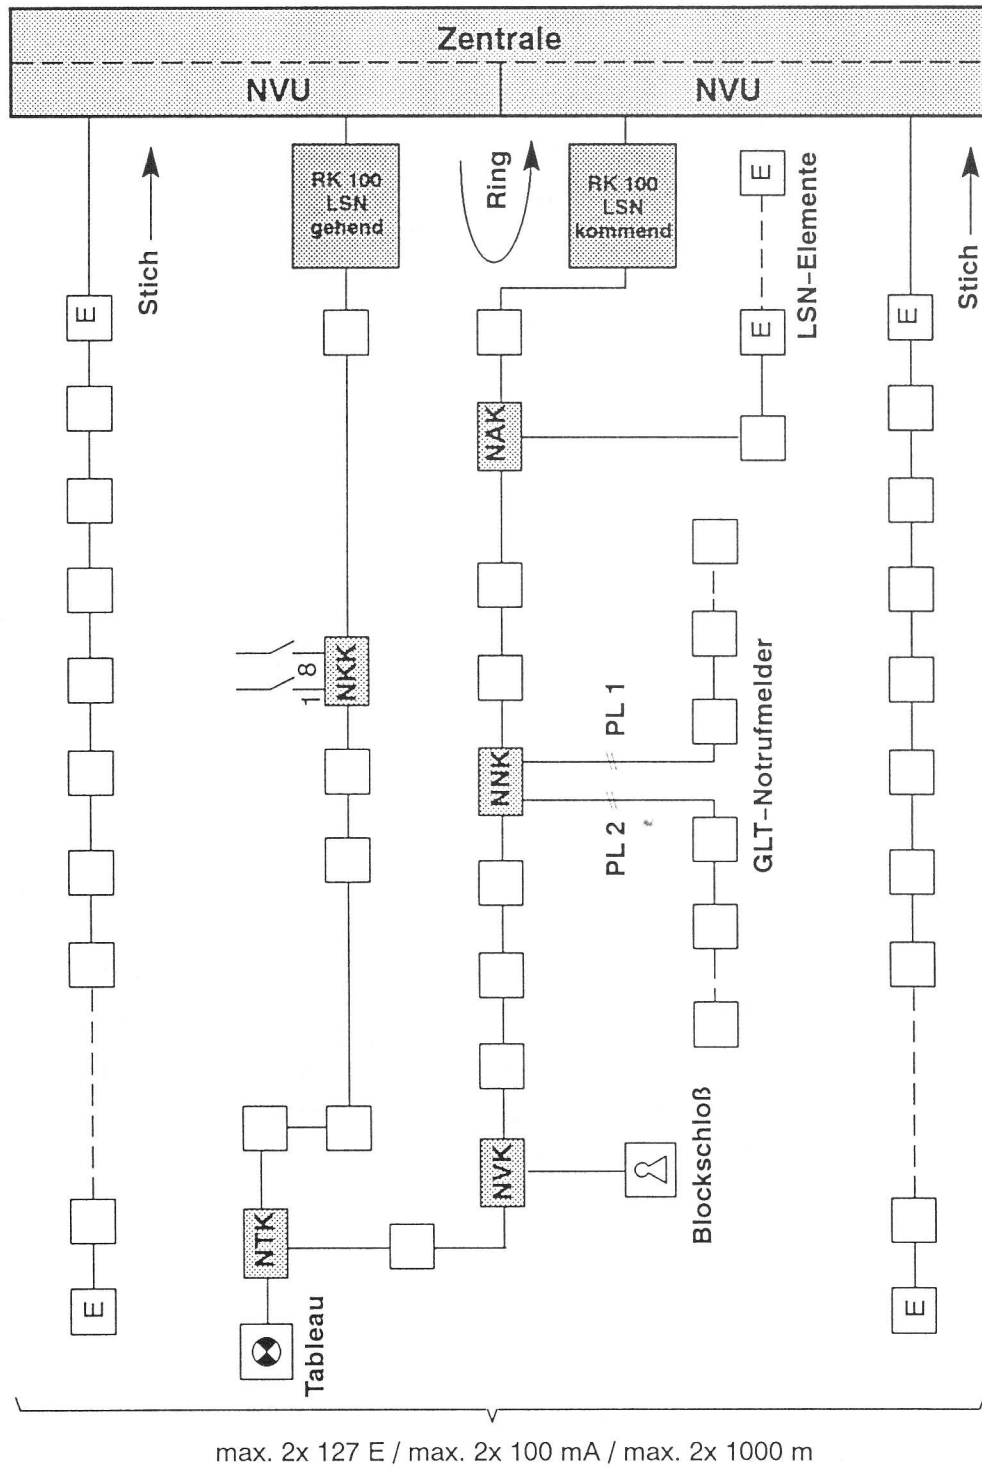 Zentrale
NVU NVU
RK 100
LSN
gehend
Ring
RK 100
LSN
kommend
E
Stich
Stich
E
E
LSN-Elemente
E
NAK
1 8
NKK
PL 1
NNK
PL 2
GLT-Notrufmelder
NVK
Blockschloß
NTK
Tableau
E
E
max. 2x 127 E / max. 2x 100 mA / max. 2x 1000 m